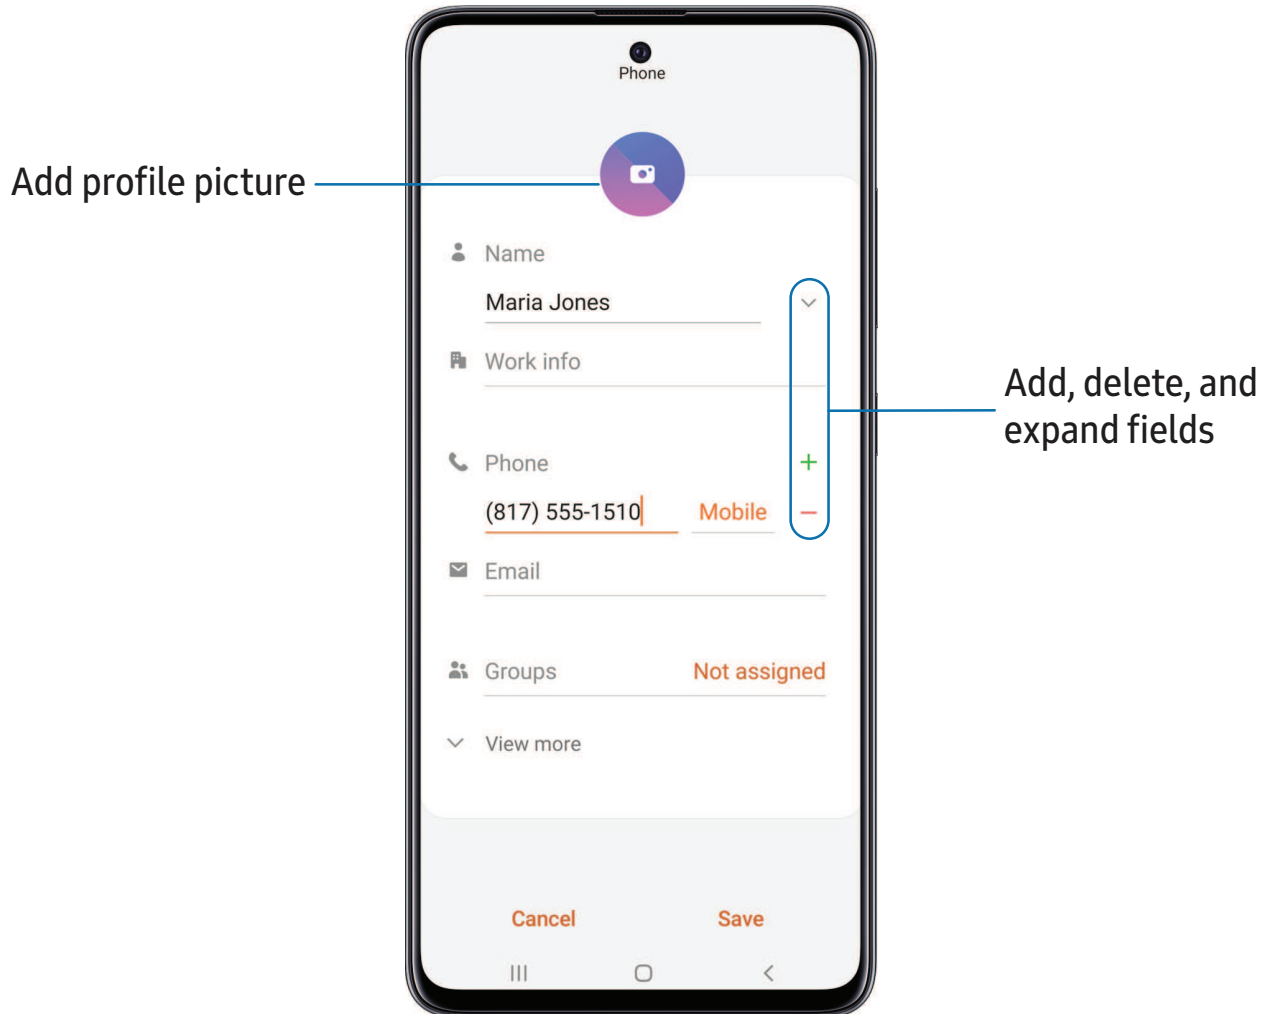 Phone
Add profile picture
Name
Maria Jones
Work info
Add, delete, and
expand fields
Phone
(817) 555-1510 Mobile
Email
Groups Not assigned
View more
Cancel Save